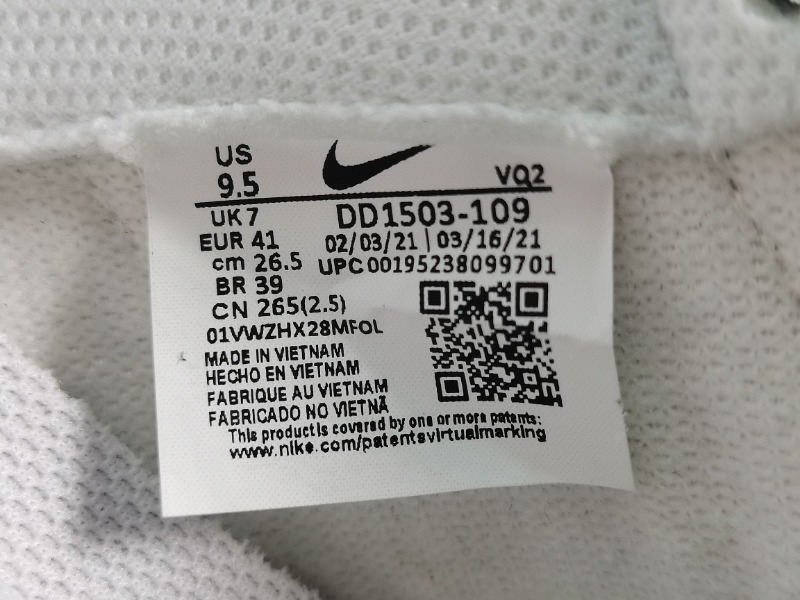 US
9.5
VQ2
UK 7
DD1503-109
EUR 41
02/03/21 | 03/16/21
cm 26.5
UPC 00195238099701
BR 39
CN 265(2.5)
01VWZHX28MFOL
MADE IN VIETNAM
HECHO EN VIETNAM
FABRIQUE AU VIETNAM
FABRICADO NO VIETNÃ
This product is covered by one or more patents:
www.nike.com/patentsvirtualmarking